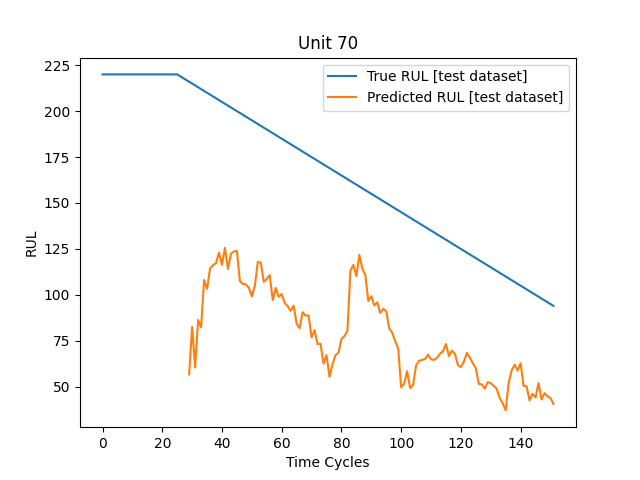 Unit 70
True RUL [test dataset]
Predicted RUL [test dataset]
225
200
175
150
125
100
75
50
RUL
0 20 40 60 80 100 120 140
Time Cycles